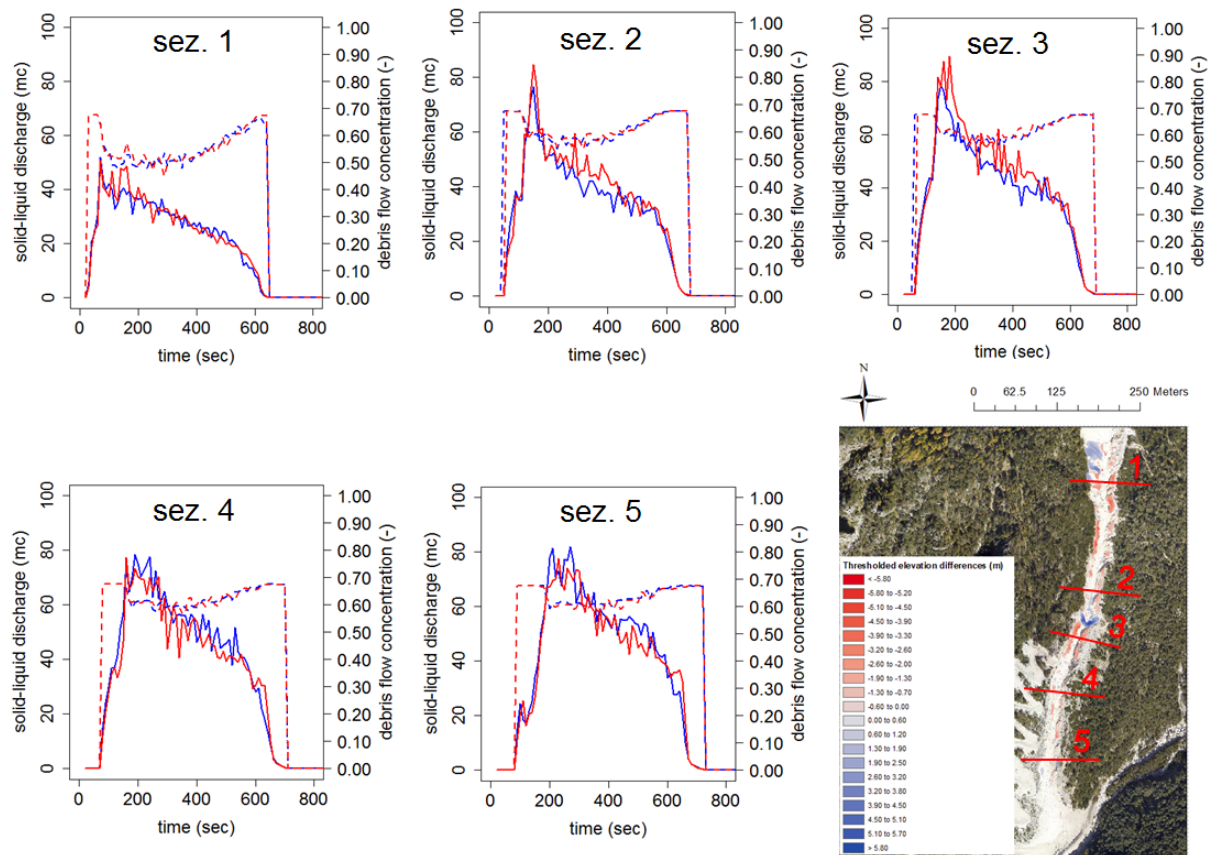 sez. 1
solid-liquid discharge (mc)
0 20 40 60 80 100
0.00 0.10 0.20 0.30 0.40 0.50 0.60 0.70 0.80 0.90 1.00
debris flow concentration (-)
0 200 400 600 800
time (sec)
sez. 2
solid-liquid discharge (mc)
0 20 40 60 80 100
0.00 0.10 0.20 0.30 0.40 0.50 0.60 0.70 0.80 0.90 1.00
debris flow concentration (-)
0 200 400 600 800
time (sec)
sez. 3
solid-liquid discharge (mc)
0 20 40 60 80 100
0.00 0.10 0.20 0.30 0.40 0.50 0.60 0.70 0.80 0.90 1.00
debris flow concentration (-)
0 200 400 600 800
time (sec)
sez. 4
solid-liquid discharge (mc)
0 20 40 60 80 100
0.00 0.10 0.20 0.30 0.40 0.50 0.60 0.70 0.80 0.90 1.00
debris flow concentration (-)
0 200 400 600 800
time (sec)
sez. 5
solid-liquid discharge (mc)
0 20 40 60 80 100
0.00 0.10 0.20 0.30 0.40 0.50 0.60 0.70 0.80 0.90 1.00
debris flow concentration (-)
0 200 400 600 800
time (sec)
N
0 62.5 125 250 Meters
1
2
3
4
5
Thresholded elevation differences (m)
< -5.80
-5.80 to -5.20
-5.10 to -4.50
-4.50 to -3.90
-3.90 to -3.30
-3.20 to -2.60
-2.60 to -2.00
-1.90 to -1.30
-1.30 to -0.70
-0.60 to 0.00
0.00 to 0.60
0.60 to 1.20
1.30 to 1.90
1.90 to 2.50
2.60 to 3.20
3.20 to 3.80
3.90 to 4.50
4.50 to 5.10
5.10 to 5.70
> 5.80